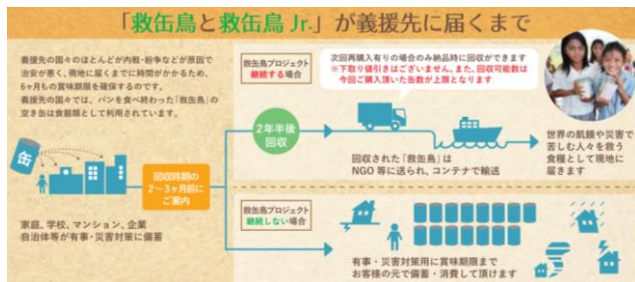 「救缶鳥と救缶鳥Jr.」が義援先に届くまで
義援先の国々のほとんどが内戦・紛争などが原因で
治安が悪く、現地に届くまでに時間がかかるため、
6ヶ月もの賞味期限を確保するのです。
義援先の国々では、パンを食べ終わった「救缶鳥」の
空き缶は食器類として利用されています。
缶
家庭、学校、マンション、企業
自治体等が有事・災害対策に備蓄
回収時期の
2〜3ヶ月前に
ご案内
救缶鳥プロジェクト
継続する場合
次回再購入有りの場合のみ納品時に回収ができます
※下取り値引きはございません。また、回収可能数は
今回ご購入頂いた缶数が上限となります
2年半後
回収
回収された「救缶鳥」は
NGO 等に送られ、コンテナで輸送
世界の飢餓や災害で
苦しむ人々を救う
食糧として現地に
届きます
救缶鳥プロジェクト
継続しない場合
有事・災害対策用に賞味期限まで
お客様の元で備蓄・消費して頂けます